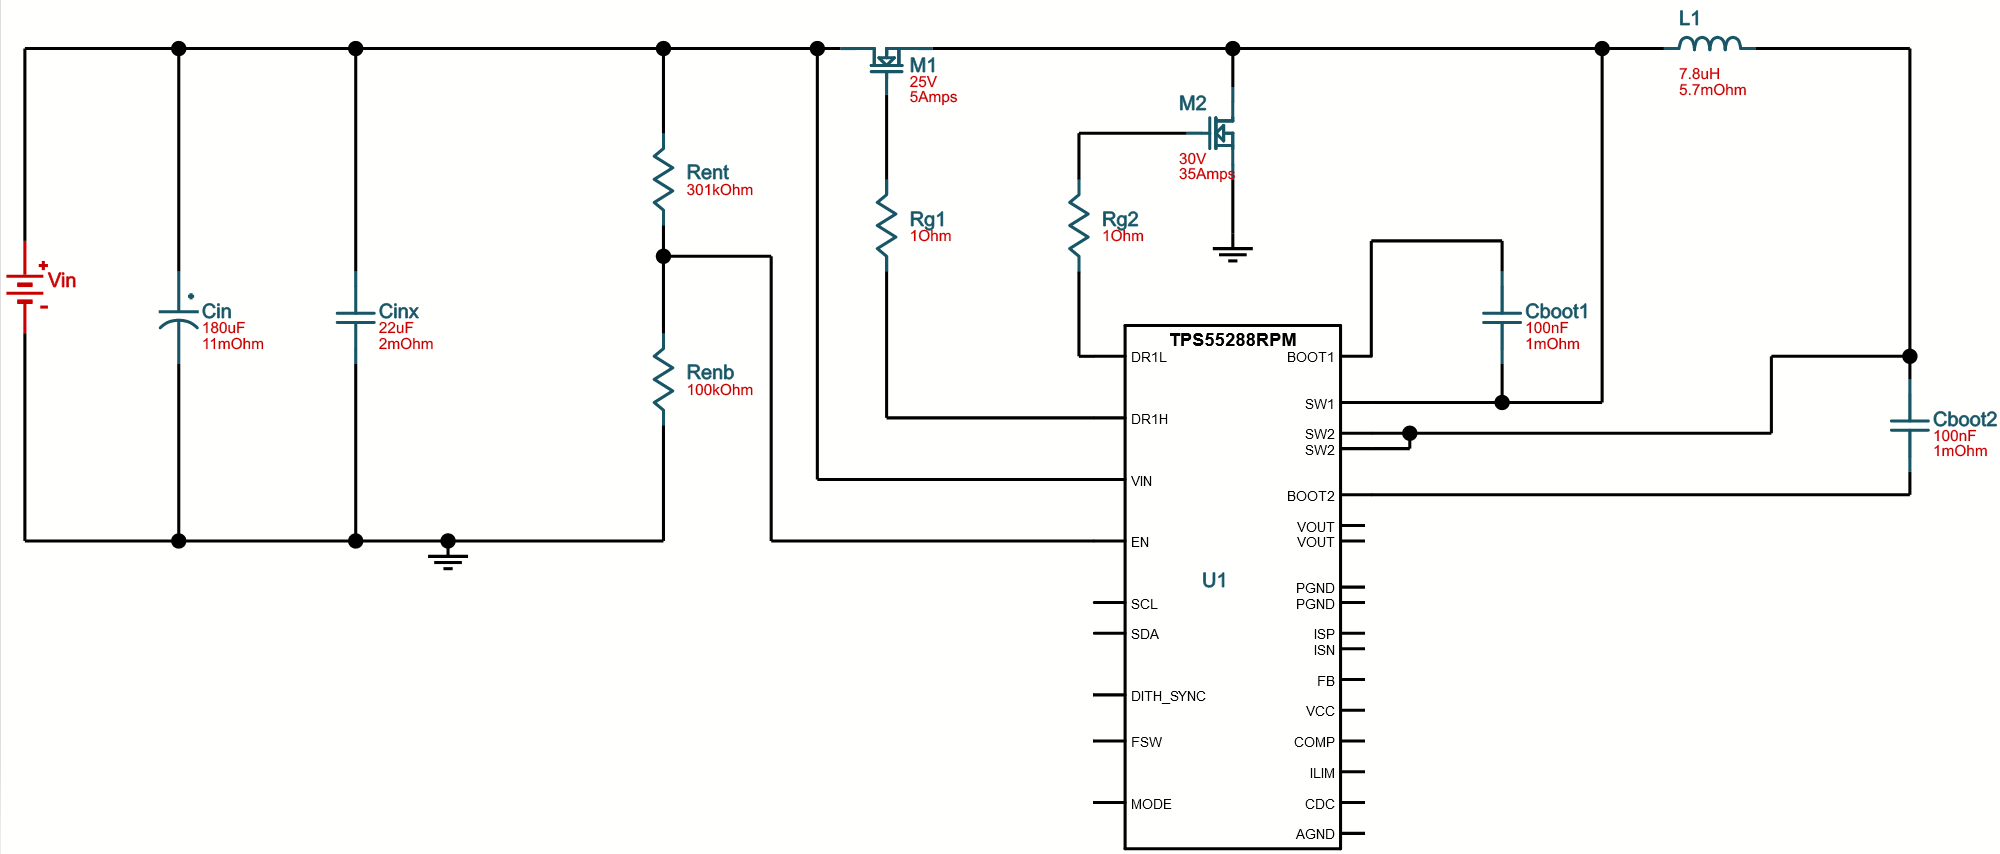 L1
7.8uH
5.7mOhm
M1
25V
5Amps
M2
30V
35Amps
Rent
301kOhm
Rg1
1Ohm
Rg2
1Ohm
+
Vin
-
Cin
180uF
11mOhm
Cinx
22uF
2mOhm
Cboot1
100nF
1mOhm
Renb
100kOhm
Cboot2
100nF
1mOhm
TPS55288RPM
DR1L
BOOT1
SW1
DR1H
SW2
SW2
VIN
BOOT2
VOUT
EN
VOUT
U1
PGND
SCL
PGND
SDA
ISP
ISN
FB
DITH_SYNC
VCC
FSW
COMP
ILIM
MODE
CDC
AGND